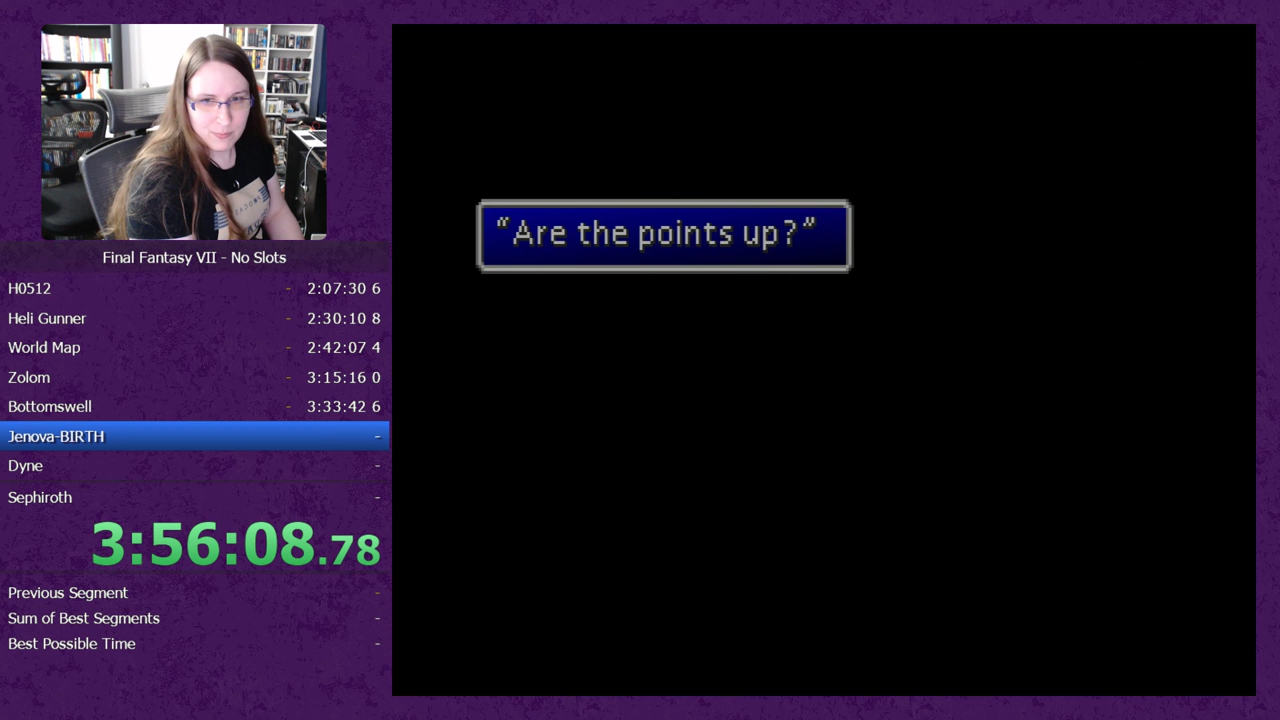 Final Fantasy VII - No Slots
H0512 - 2:07:30 6
Heli Gunner - 2:30:10 8
World Map - 2:42:07 4
Zolom - 3:15:16 0
Bottomswell - 3:33:42 6
Jenova-BIRTH -
Dyne -
Sephiroth -
3:56:08.78
Previous Segment -
Sum of Best Segments -
Best Possible Time -
“Are the points up?”